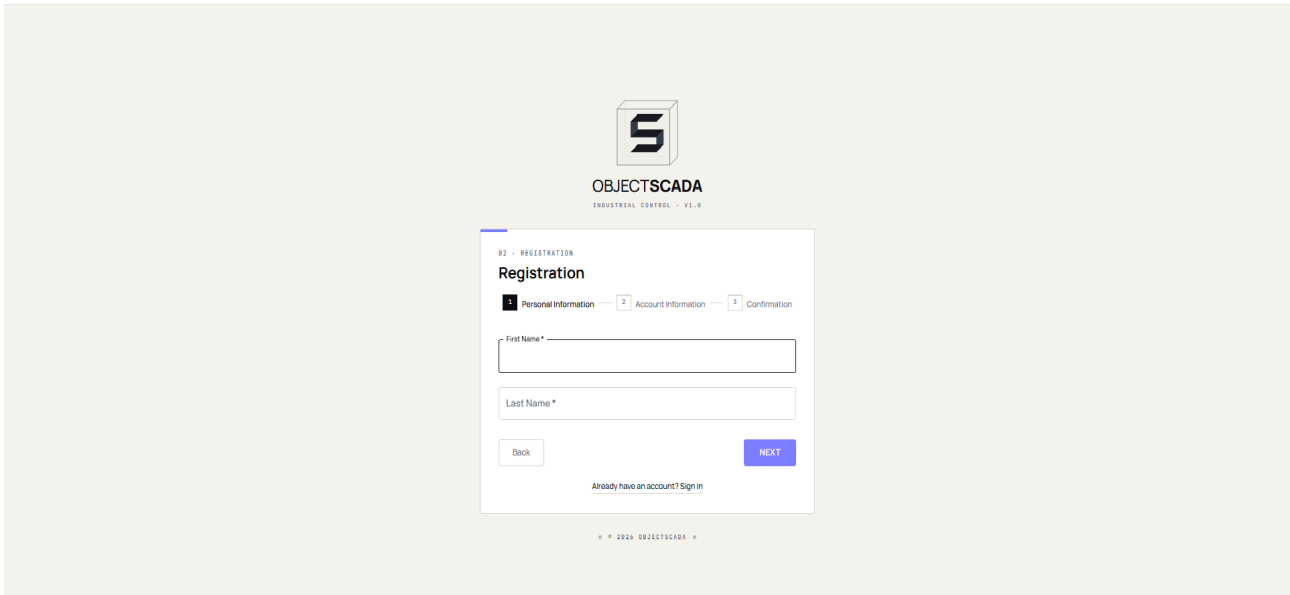 S
OBJECTSCADA
INDUSTRIAL CONTROL · V1.0
02 · REGISTRATION
Registration
1 Personal Information 2 Account Information 3 Confirmation
First Name *
Last Name *
Back NEXT
Already have an account? Sign in
© 2026 OBJECTSCADA